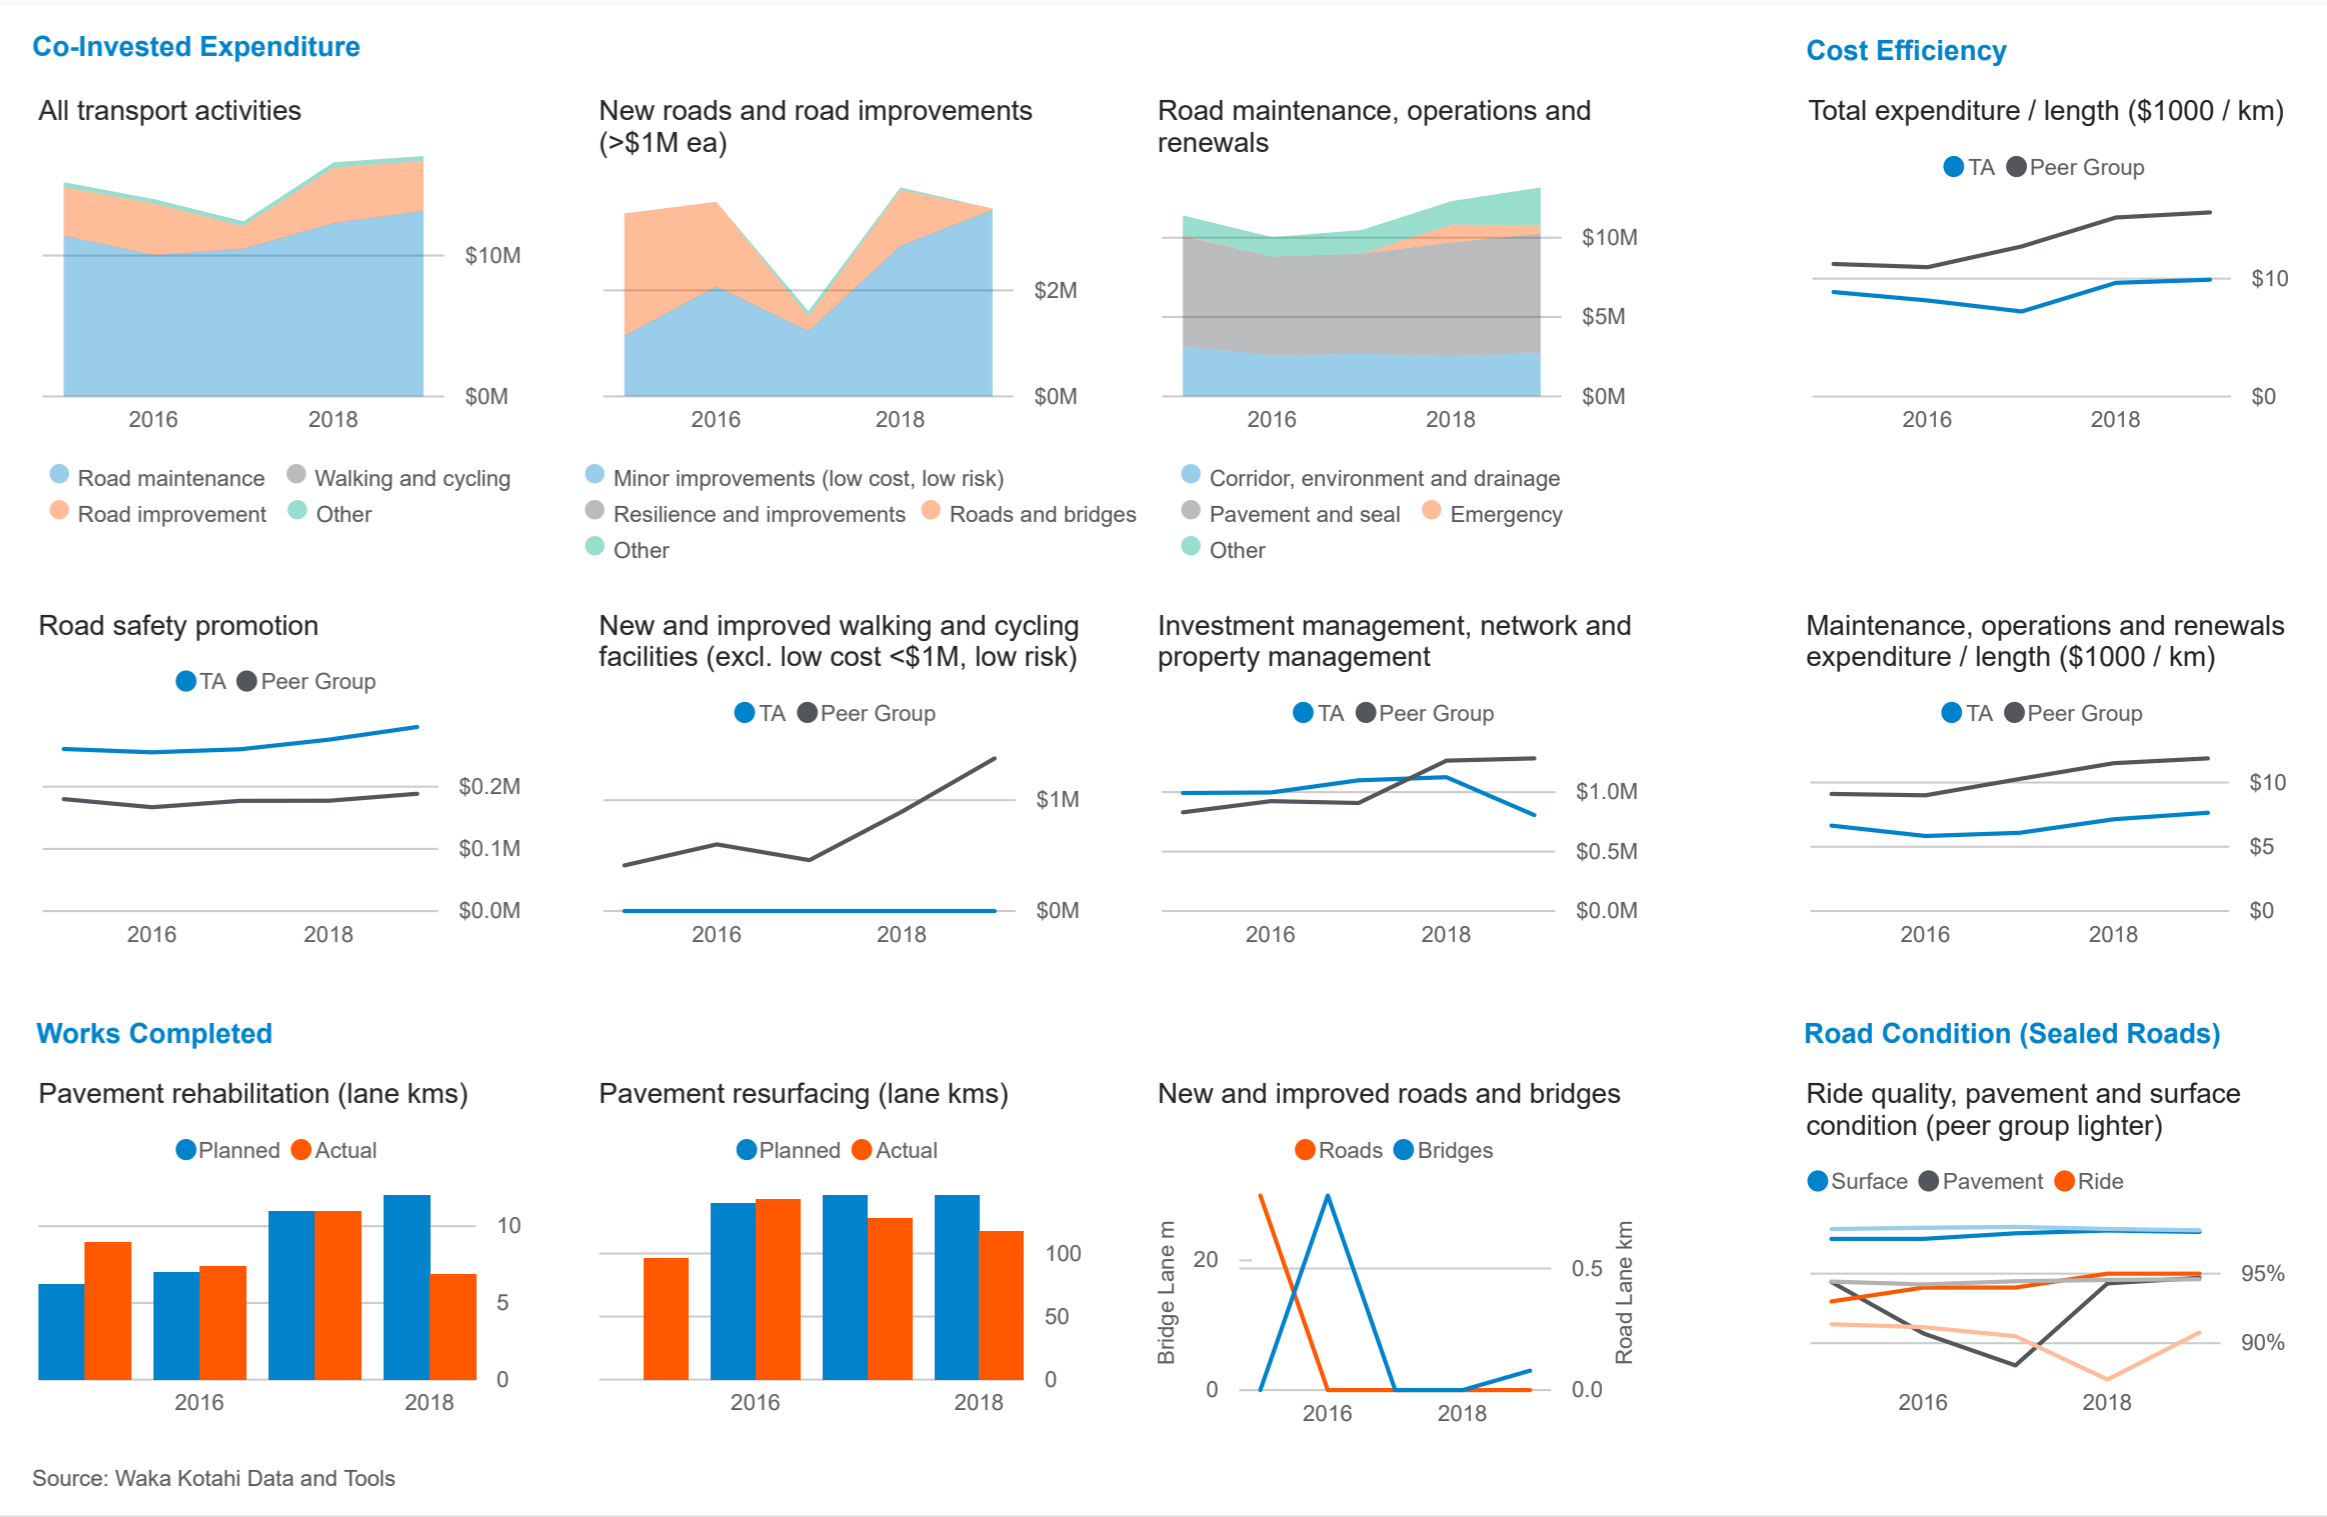 Co-Invested Expenditure
Cost Efficiency
All transport activities
$10M
$0M
2016 2018
Road maintenance Walking and cycling
Road improvement Other
New roads and road improvements
(>$1M ea)
$2M
$0M
2016 2018
Minor improvements (low cost, low risk)
Resilience and improvements Roads and bridges
Other
Road maintenance, operations and
renewals
$10M
$5M
$0M
2016 2018
Corridor, environment and drainage
Pavement and seal Emergency
Other
Total expenditure / length ($1000 / km)
TA Peer Group
$10
$0
2016 2018
Road safety promotion
TA Peer Group
$0.2M
$0.1M
$0.0M
2016 2018
New and improved walking and cycling
facilities (excl. low cost <$1M, low risk)
TA Peer Group
$1M
$0M
2016 2018
Investment management, network and
property management
TA Peer Group
$1.0M
$0.5M
$0.0M
2016 2018
Maintenance, operations and renewals
expenditure / length ($1000 / km)
TA Peer Group
$10
$5
$0
2016 2018
Works Completed
Road Condition (Sealed Roads)
Pavement rehabilitation (lane kms)
Planned Actual
10
5
0
2016 2018
Pavement resurfacing (lane kms)
Planned Actual
100
50
0
2016 2018
New and improved roads and bridges
Roads Bridges
Bridge Lane m
20
0
0.5
0.0
Road Lane km
2016 2018
Ride quality, pavement and surface
condition (peer group lighter)
Surface Pavement Ride
95%
90%
2016 2018
Source: Waka Kotahi Data and Tools